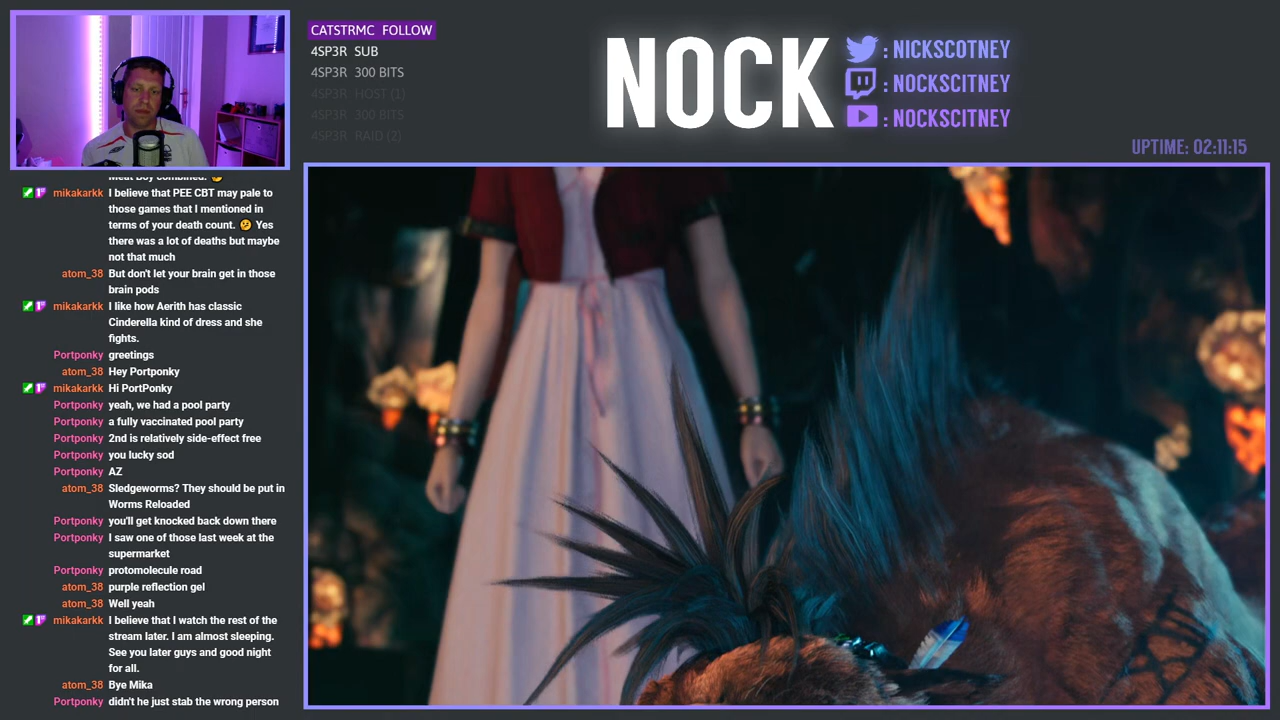 CATSTRMC FOLLOW
4SP3R SUB
4SP3R 300 BITS
4SP3R HOST (1)
4SP3R 300 BITS
4SP3R RAID (2)
NOCK
: NICKSCOTNEY
: NOCKSCITNEY
: NOCKSCITNEY
UPTIME: 02:11:15
Meat Boy combined. 🤔
mikakarkk I believe that PEE CBT may pale to
those games that I mentioned in
terms of your death count. 🤔 Yes
there was a lot of deaths but maybe
not that much
atom_38 But don't let your brain get in those
brain pods
mikakarkk I like how Aerith has classic
Cinderella kind of dress and she
fights.
Portponky greetings
atom_38 Hey Portponky
mikakarkk Hi PortPonky
Portponky yeah, we had a pool party
Portponky a fully vaccinated pool party
Portponky 2nd is relatively side-effect free
Portponky you lucky sod
Portponky AZ
atom_38 Sledgeworms? They should be put in
Worms Reloaded
Portponky you'll get knocked back down there
Portponky I saw one of those last week at the
supermarket
Portponky protomolecule road
atom_38 purple reflection gel
atom_38 Well yeah
mikakarkk I believe that I watch the rest of the
stream later. I am almost sleeping.
See you later guys and good night
for all.
atom_38 Bye Mika
Portponky didn't he just stab the wrong person